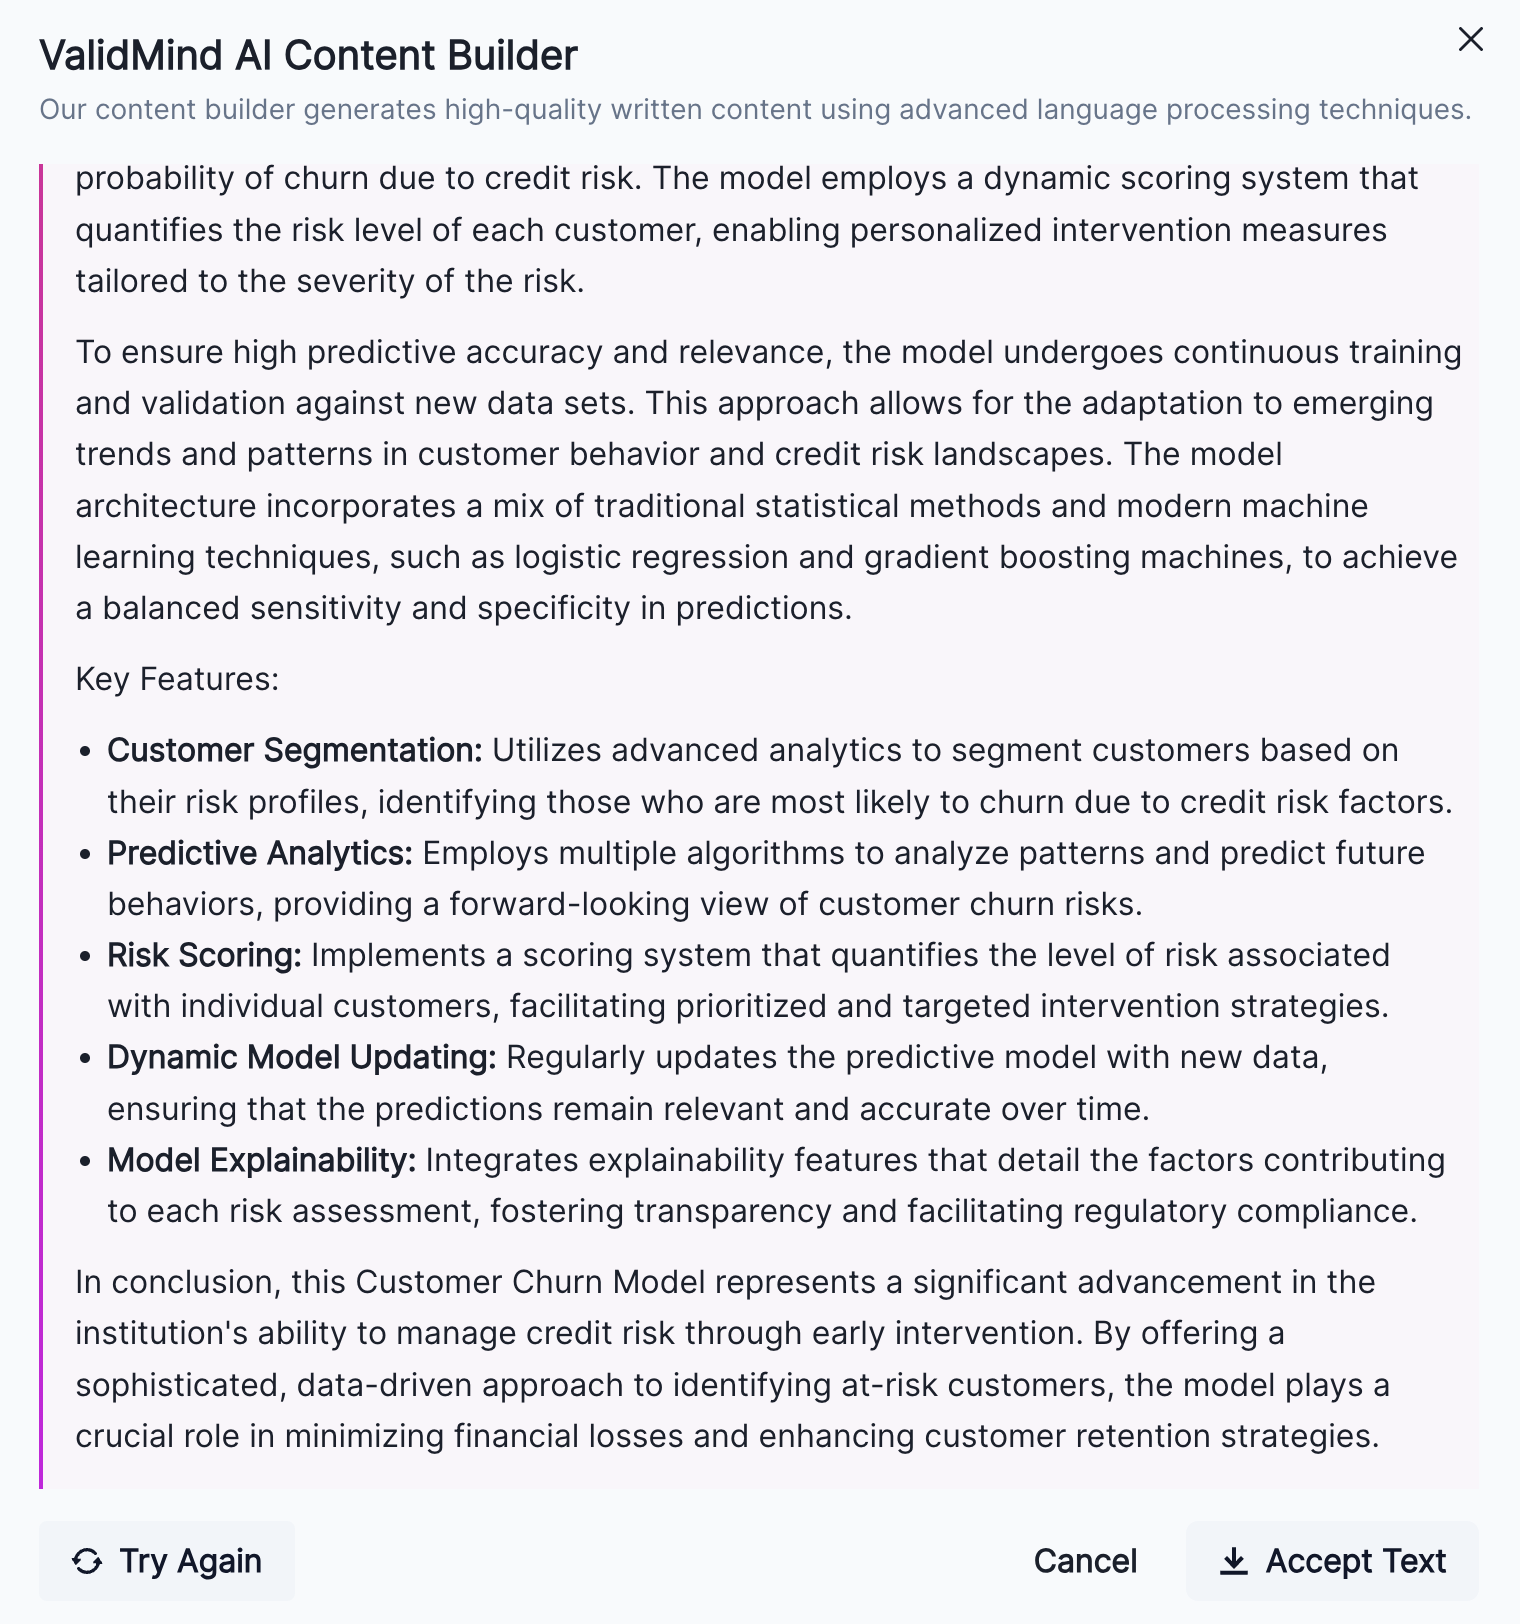 ValidMind AI Content Builder
Our content builder generates high-quality written content using advanced language processing techniques.
probability of churn due to credit risk. The model employs a dynamic scoring system that
quantifies the risk level of each customer, enabling personalized intervention measures
tailored to the severity of the risk.
To ensure high predictive accuracy and relevance, the model undergoes continuous training
and validation against new data sets. This approach allows for the adaptation to emerging
trends and patterns in customer behavior and credit risk landscapes. The model
architecture incorporates a mix of traditional statistical methods and modern machine
learning techniques, such as logistic regression and gradient boosting machines, to achieve
a balanced sensitivity and specificity in predictions.
Key Features:
• Customer Segmentation: Utilizes advanced analytics to segment customers based on
their risk profiles, identifying those who are most likely to churn due to credit risk factors.
• Predictive Analytics: Employs multiple algorithms to analyze patterns and predict future
behaviors, providing a forward-looking view of customer churn risks.
• Risk Scoring: Implements a scoring system that quantifies the level of risk associated
with individual customers, facilitating prioritized and targeted intervention strategies.
• Dynamic Model Updating: Regularly updates the predictive model with new data,
ensuring that the predictions remain relevant and accurate over time.
• Model Explainability: Integrates explainability features that detail the factors contributing
to each risk assessment, fostering transparency and facilitating regulatory compliance.
In conclusion, this Customer Churn Model represents a significant advancement in the
institution's ability to manage credit risk through early intervention. By offering a
sophisticated, data-driven approach to identifying at-risk customers, the model plays a
crucial role in minimizing financial losses and enhancing customer retention strategies.
Try Again
Cancel
Accept Text